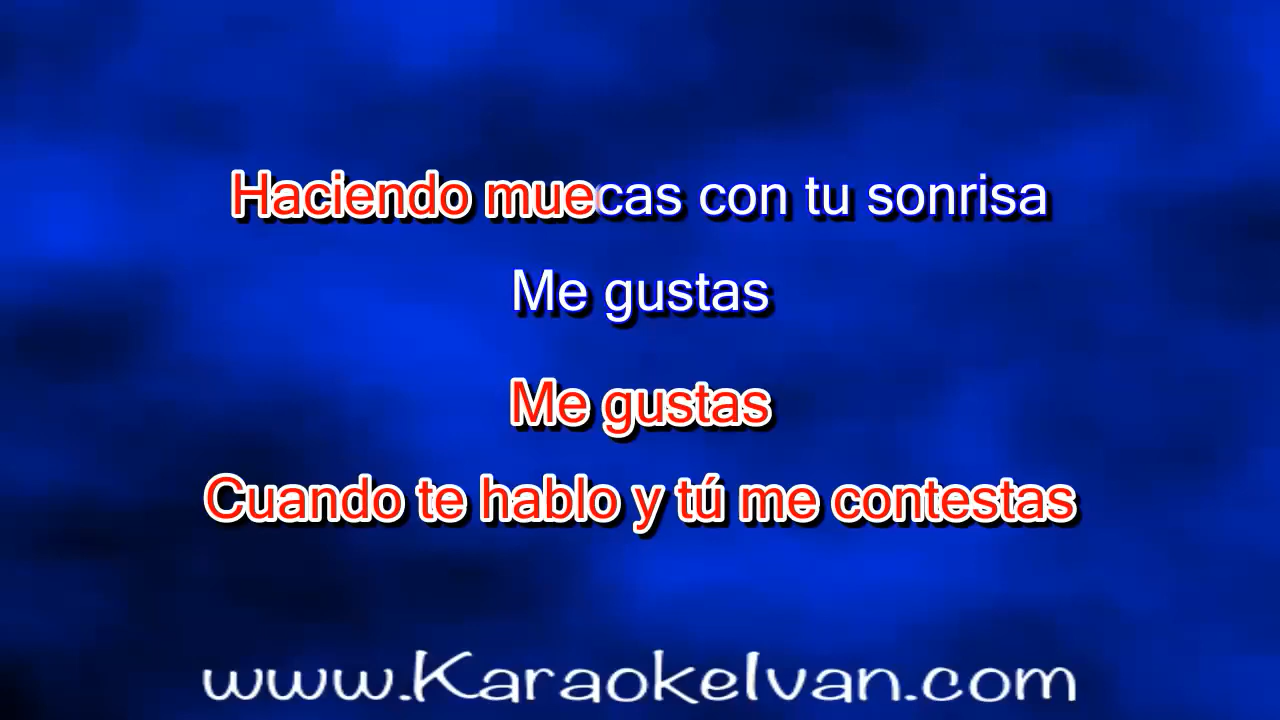 Haciendo muecas con tu sonrisa
Me gustas
Me gustas
Cuando te hablo y tú me contestas
www.KaraokeIvan.com